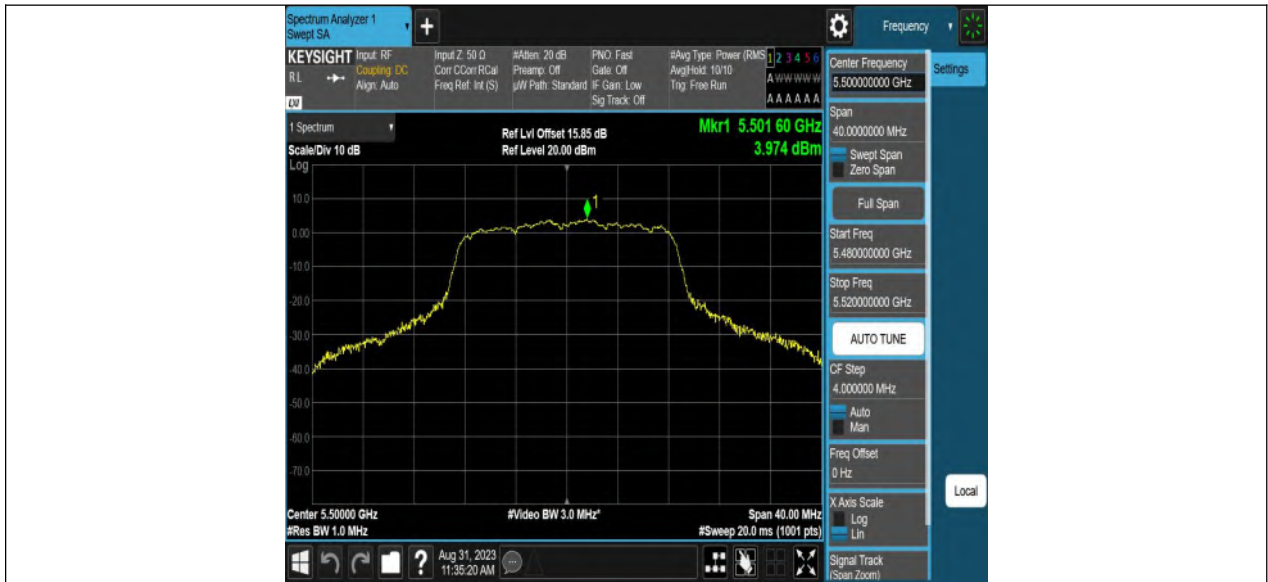 Spectrum Analyzer 1
Swept SA
+
Frequency
KEYSIGHT
RL
LXI
Input: RF
Coupling: DC
Align: Auto
Input Z: 50 Ω
Corr CCorr RCal
Freq Ref: Int (S)
#Atten: 20 dB
Preamp: Off
µW Path: Standard
PNO: Fast
Gate: Off
IF Gain: Low
Sig Track: Off
#Avg Type: Power (RMS
Avg|Hold: 10/10
Trig: Free Run
1 2 3 4 5 6
A W W W W W
A A A A A A
1 Spectrum
Scale/Div 10 dB
Log
Ref Lvl Offset 15.85 dB
Ref Level 20.00 dBm
Mkr1 5.501 60 GHz
3.974 dBm
1
10.0
0.00
-10.0
-20.0
-30.0
-40.0
-50.0
-60.0
-70.0
Center 5.50000 GHz
#Video BW 3.0 MHz*
Span 40.00 MHz
#Res BW 1.0 MHz
#Sweep 20.0 ms (1001 pts)
?
Aug 31, 2023
11:35:20 AM
Center Frequency
5.500000000 GHz
Settings
Span
40.0000000 MHz
Swept Span
Zero Span
Full Span
Start Freq
5.480000000 GHz
Stop Freq
5.520000000 GHz
AUTO TUNE
CF Step
4.000000 MHz
Auto
Man
Freq Offset
0 Hz
X Axis Scale
Log
Lin
Local
Signal Track
(Span Zoom)